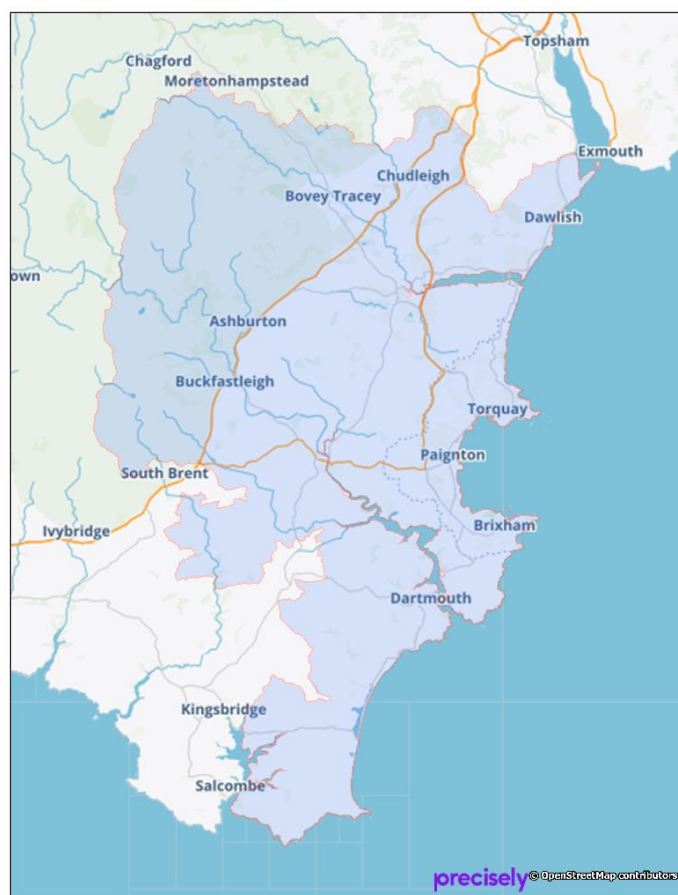 Topsham
Chagford
Moretonhampstead
Exmouth
Chudleigh
Bovey Tracey
Dawlish
own
Ashburton
Buckfastleigh
Torquay
Paignton
South Brent
Brixham
Ivybridge
Dartmouth
Kingsbridge
Salcombe
precisely © OpenStreetMap contributors